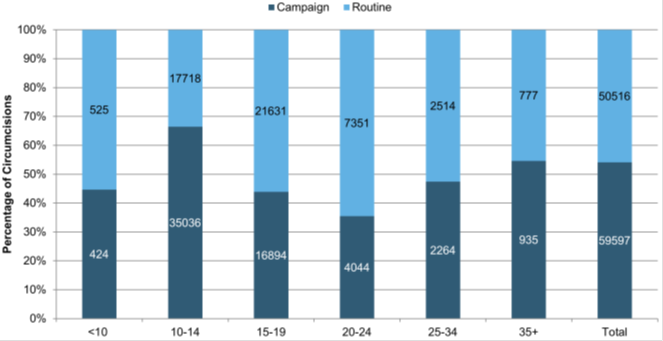 Campaign Routine
100%
90%
80%
70%
60%
50%
40%
30%
20%
10%
0%
Percentage of Circumcisions
525 17718 21631 7351 2514 777 50516
424 35036 16894 4044 2264 935 59597
<10 10-14 15-19 20-24 25-34 35+ Total